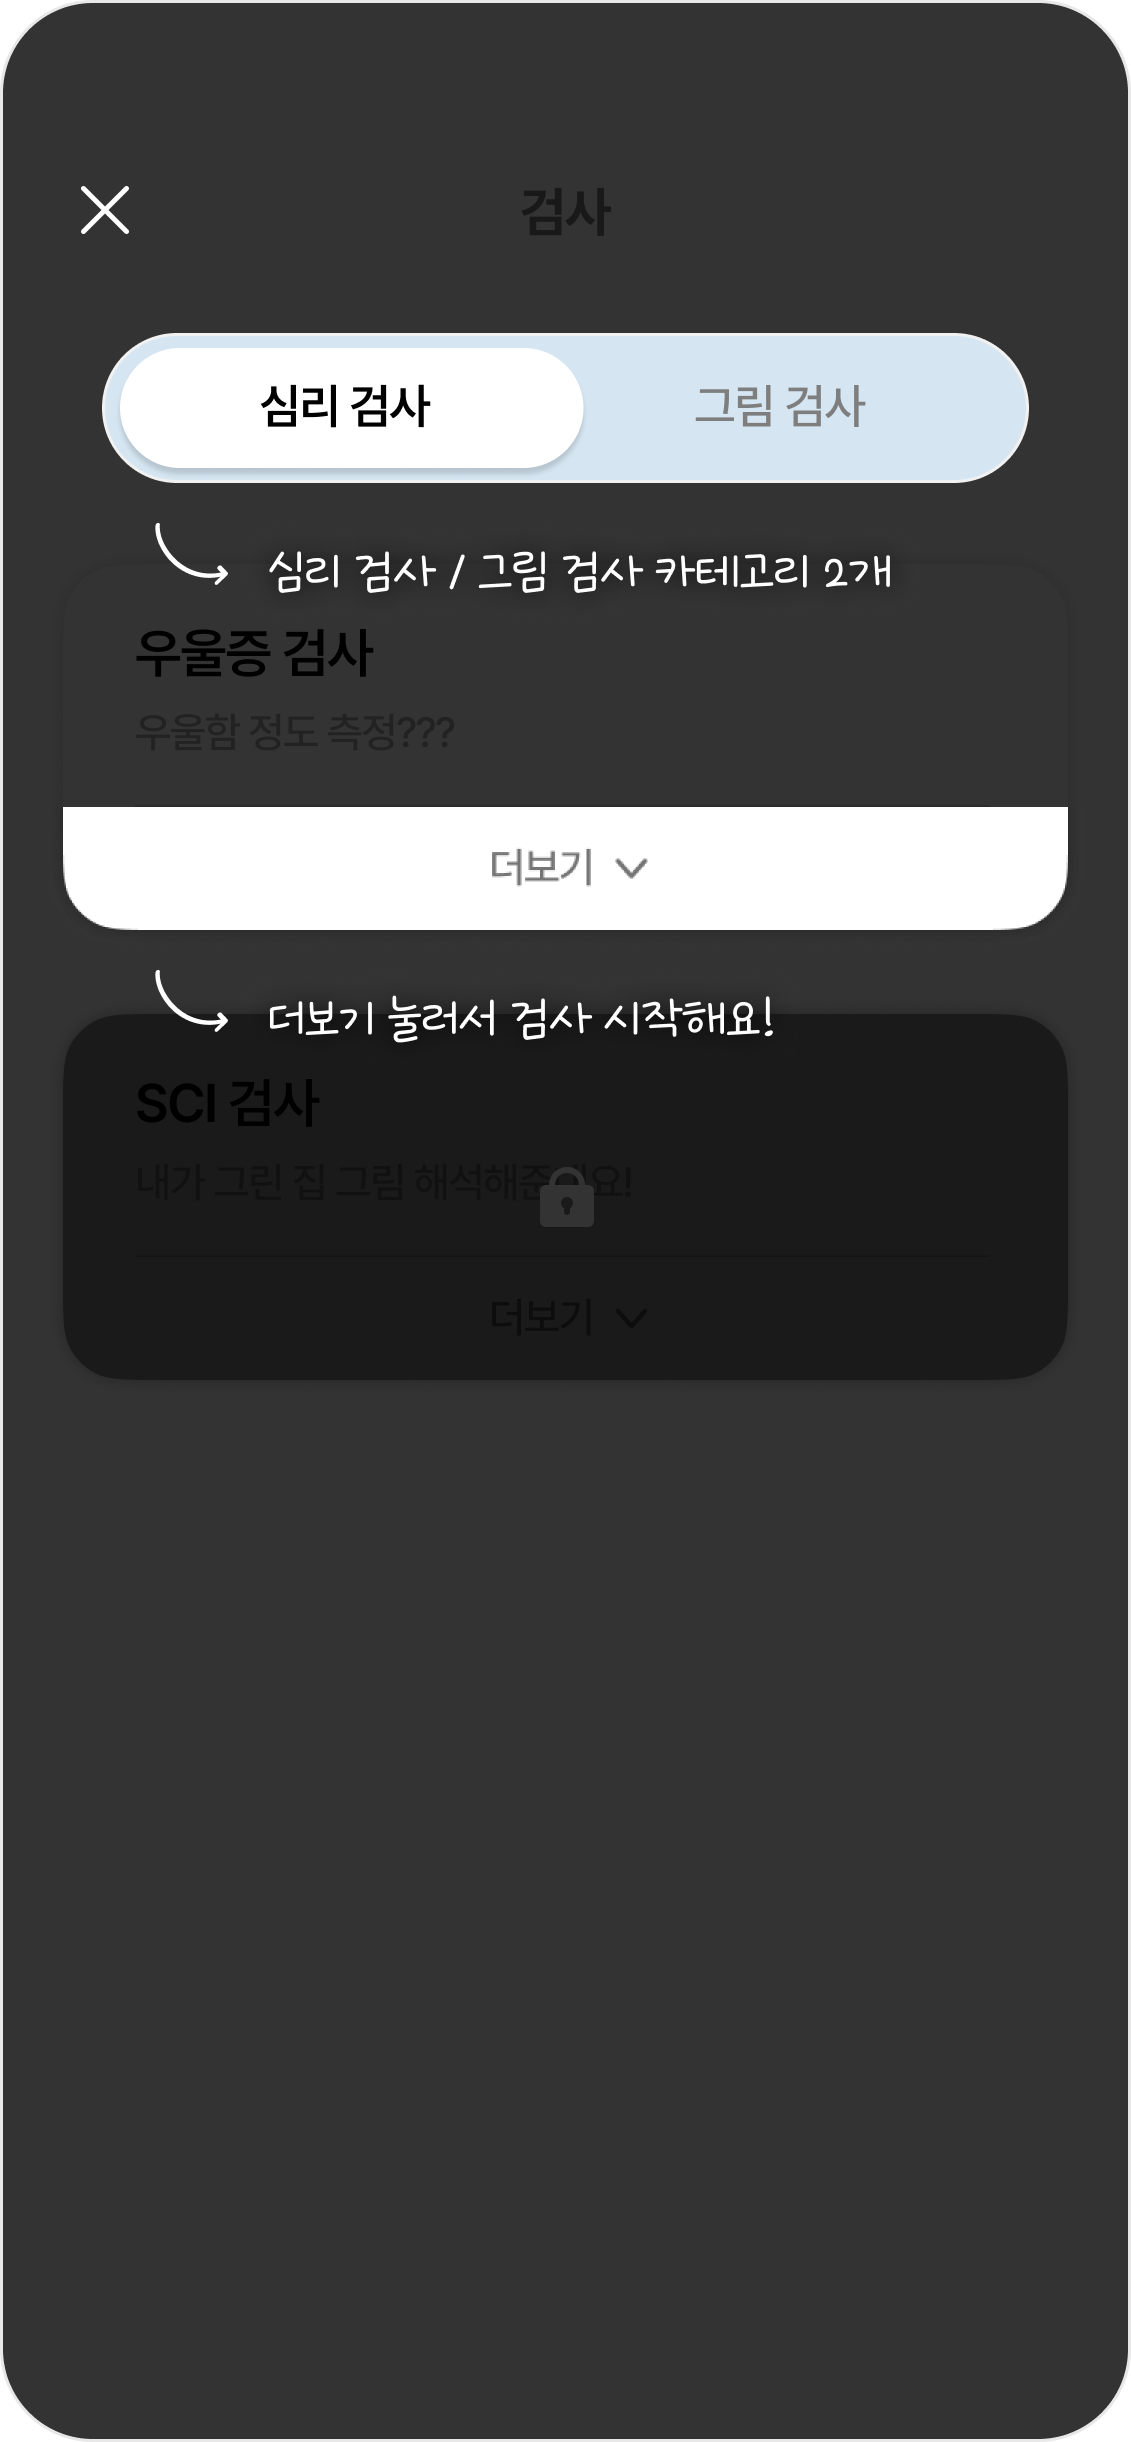 검사
심리 검사
그림 검사
심리 검사 / 그림 검사 카테고리 2개
우울증 검사
우울함 정도 측정???
더보기
더보기 눌러서 검사 시작해요!
SCI 검사
내가 그린 집 그림 해석해준대요!
더보기